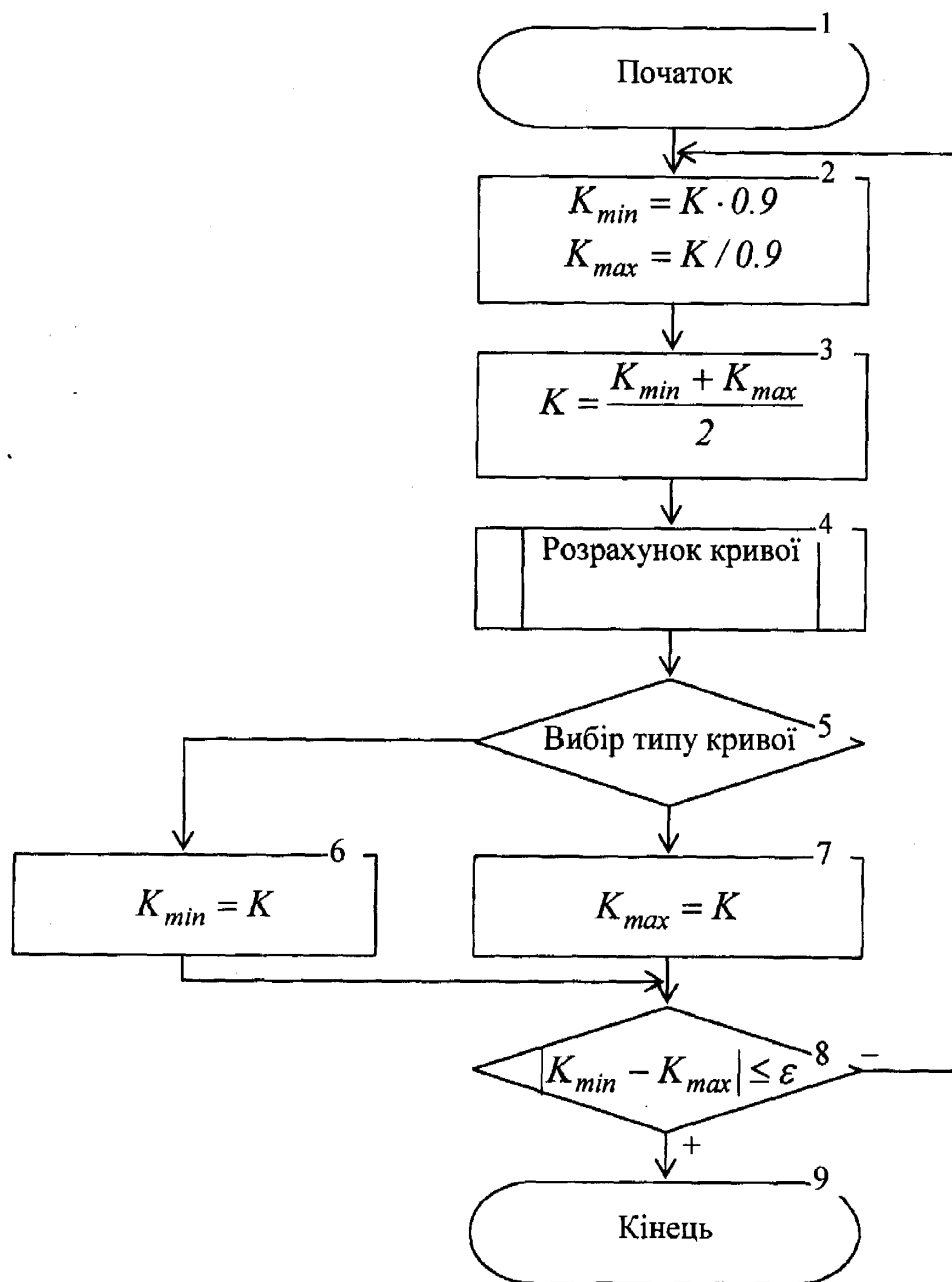 1
Початок
2
K_min = K · 0.9
K_max = K / 0.9
3
K = (K_min + K_max) / 2
4
Розрахунок кривої
5
Вибір типу кривої
6
K_min = K
7
K_max = K
8
|K_min − K_max| ≤ ε
−
+
9
Кінець